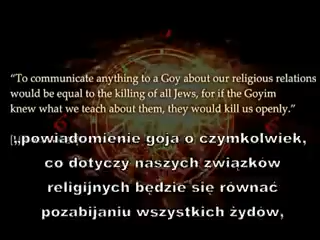 “To communicate anything to a Goy about our religious relations
would be equal to the killing of all Jews, for if the Goyim
knew what we teach about them, they would kill us openly.”
„powiadomienie goja o czymkolwiek,
co dotyczy naszych związków
religijnych będzie się równać
pozabijaniu wszystkich żydów,